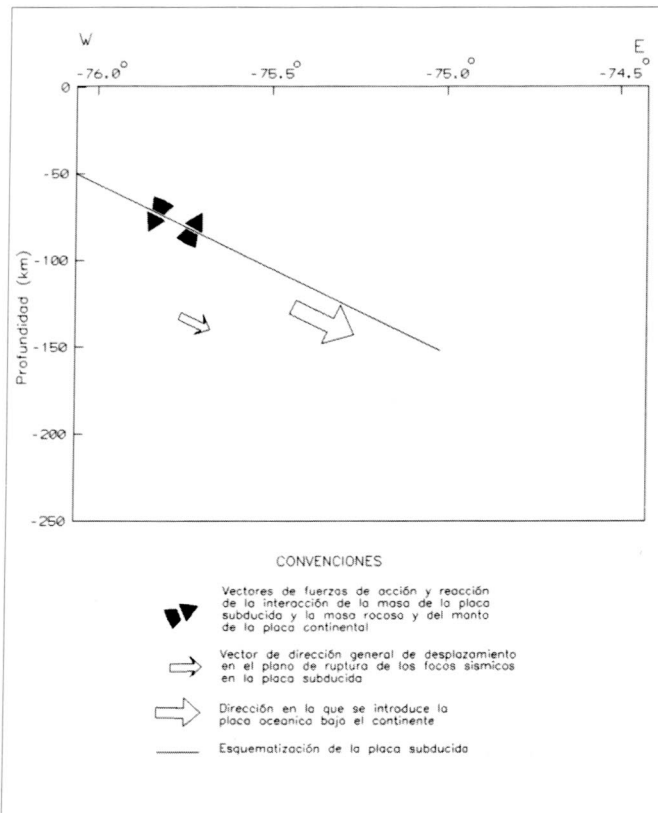 W E
-76.0° -75.5° -75.0° -74.5°
0
-50
-100
-150
-200
-250
Profundidad (km)
CONVENCIONES
Vectores de fuerzas de acción y reacción
de la interacción de la masa de la placa
subducida y la masa rocosa y del manto
de la placa continental
Vector de dirección general de desplazamiento
en el plano de ruptura de los focos sísmicos
en la placa subducida
Dirección en la que se introduce la
placa oceanica bajo el continente
Esquematización de la placa subducida